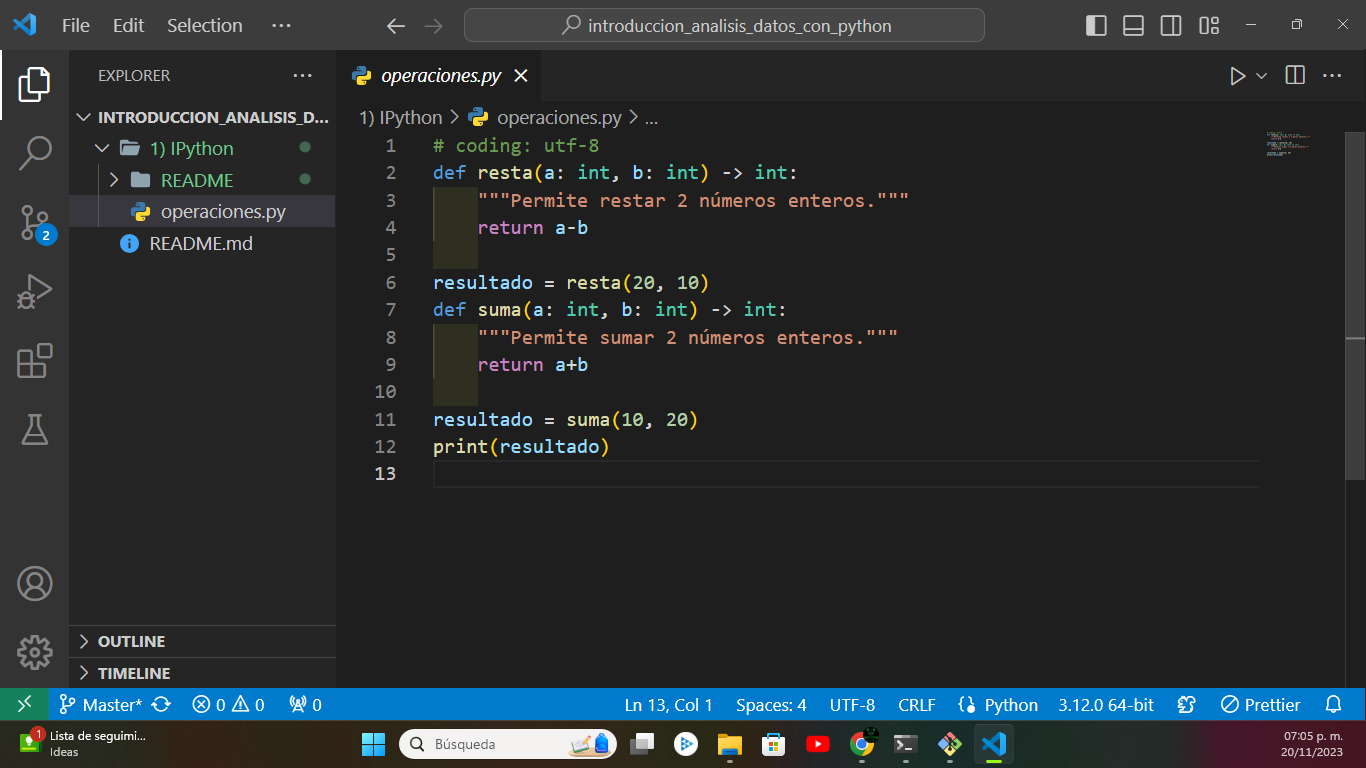 File Edit Selection ···
introduccion_analisis_datos_con_python
EXPLORER ···
INTRODUCCION_ANALISIS_D...
1) IPython
README
operaciones.py
README.md
OUTLINE
TIMELINE
operaciones.py
1) IPython > operaciones.py > ...
1 # coding: utf-8
2 def resta(a: int, b: int) -> int:
3 """Permite restar 2 números enteros."""
4 return a-b
5
6 resultado = resta(20, 10)
7 def suma(a: int, b: int) -> int:
8 """Permite sumar 2 números enteros."""
9 return a+b
10
11 resultado = suma(10, 20)
12 print(resultado)
13
2
Master* 0 0 0 Ln 13, Col 1 Spaces: 4 UTF-8 CRLF Python 3.12.0 64-bit Prettier
1
Lista de seguimi...
Ideas
Búsqueda
07:05 p. m.
20/11/2023